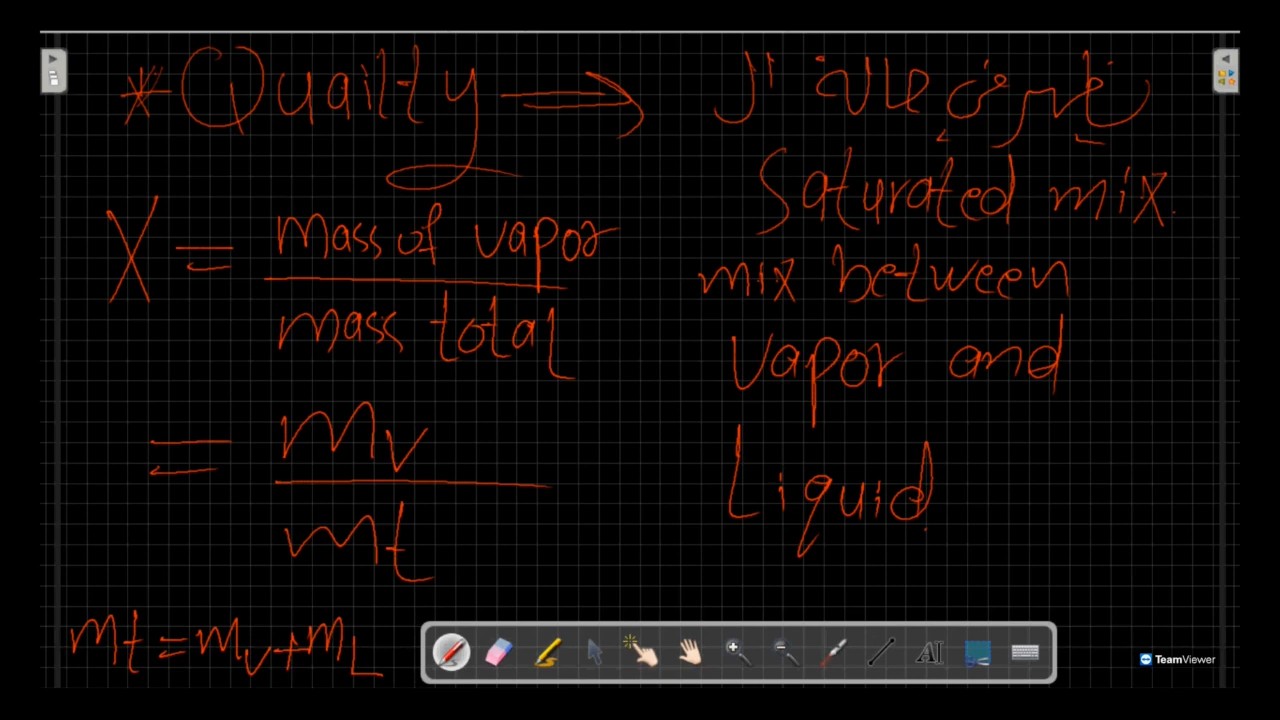 * Quality →
Saturated mix.
X = mass of vapor / mass total
mix between
vapor and
= mv / mt
Liquid
mt = mv + mL
AI
TeamViewer